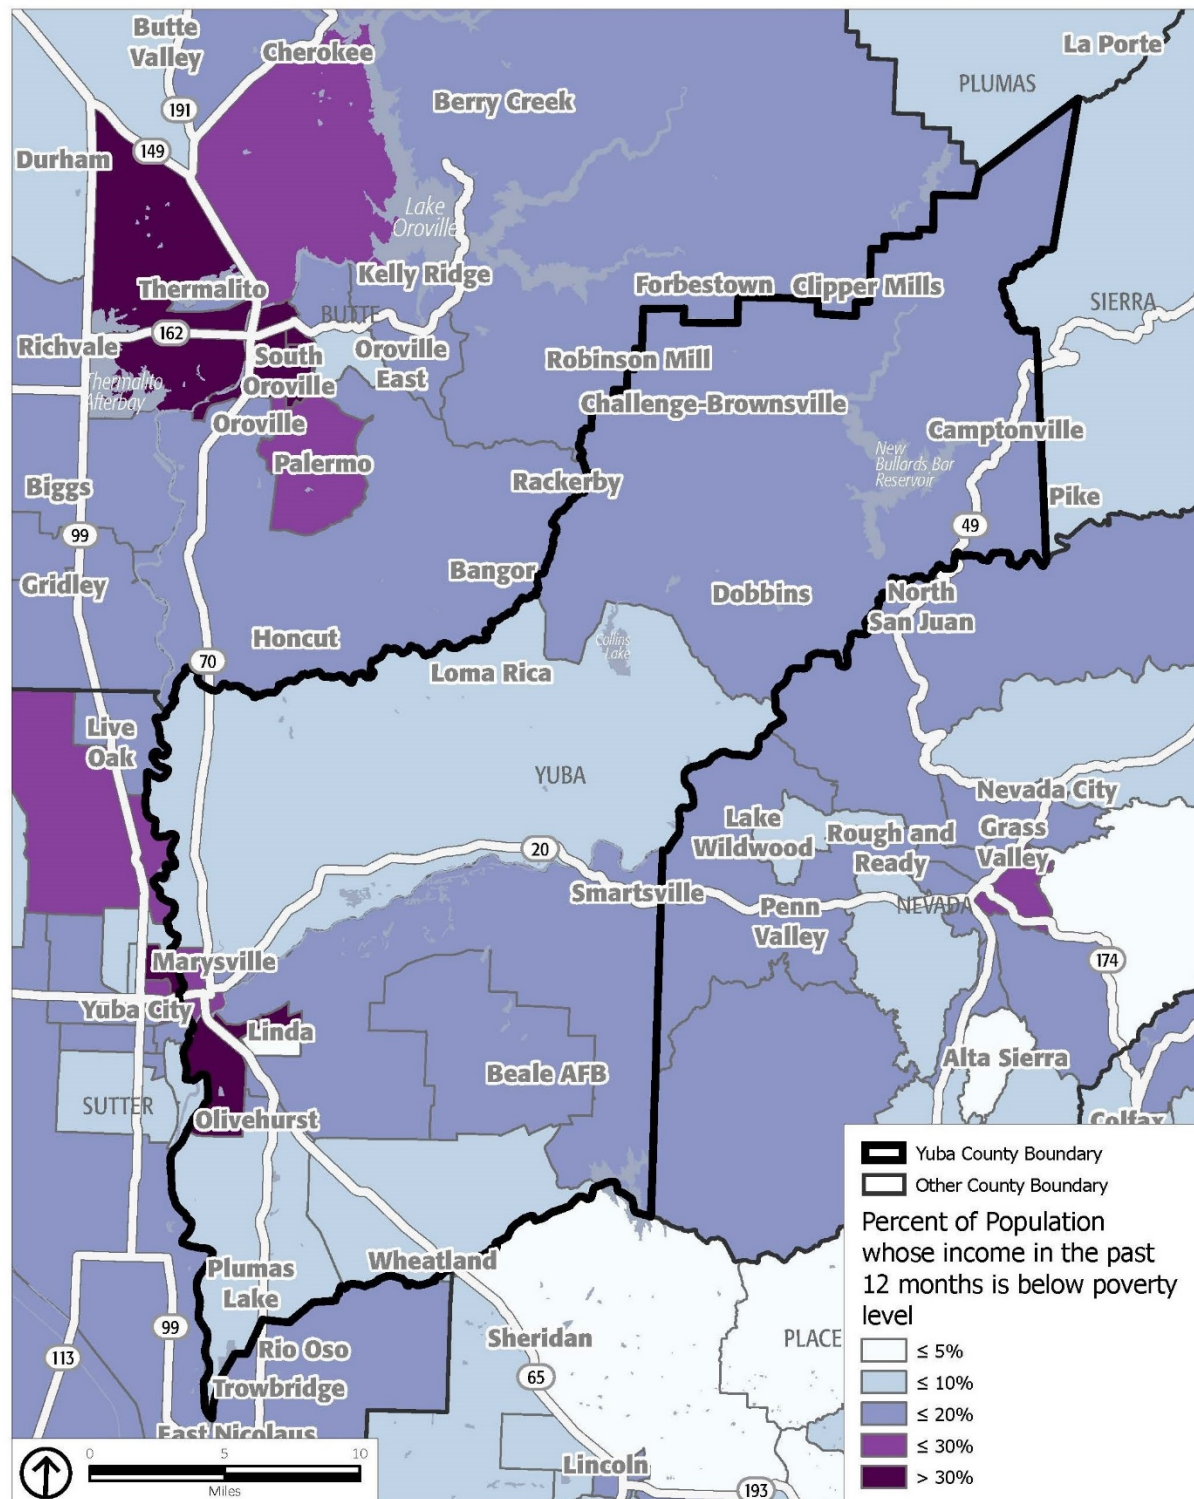 Butte
Valley
Cherokee
La Porte
PLUMAS
Berry Creek
191
149
Durham
Lake
Oroville
Kelly Ridge
Thermalito
Forbestown
Clipper Mills
SIERRA
BUTTE
162
Richvale
South
Oroville
Oroville
East
Robinson Mill
Thermalito
Afterbay
Challenge-Brownsville
Oroville
Camptonville
New
Bullards Bar
Reservoir
Palermo
Rackerby
Biggs
Pike
99
49
Gridley
Bangor
Dobbins
North
San Juan
Honcut
Collins
Lake
70
Loma Rica
Live
Oak
YUBA
Nevada City
Lake
Wildwood
Rough and
Ready
Grass
Valley
20
Smartsville
NEVADA
Penn
Valley
Marysville
174
Yuba City
Linda
Alta Sierra
Beale AFB
SUTTER
Olivehurst
Colfax
Yuba County Boundary
Other County Boundary
Percent of Population
whose income in the past
12 months is below poverty
level
≤ 5%
≤ 10%
≤ 20%
≤ 30%
> 30%
Wheatland
Plumas
Lake
99
Sheridan
PLACE
113
Rio Oso
65
Trowbridge
East Nicolaus
0 5 10
Miles
Lincoln
193